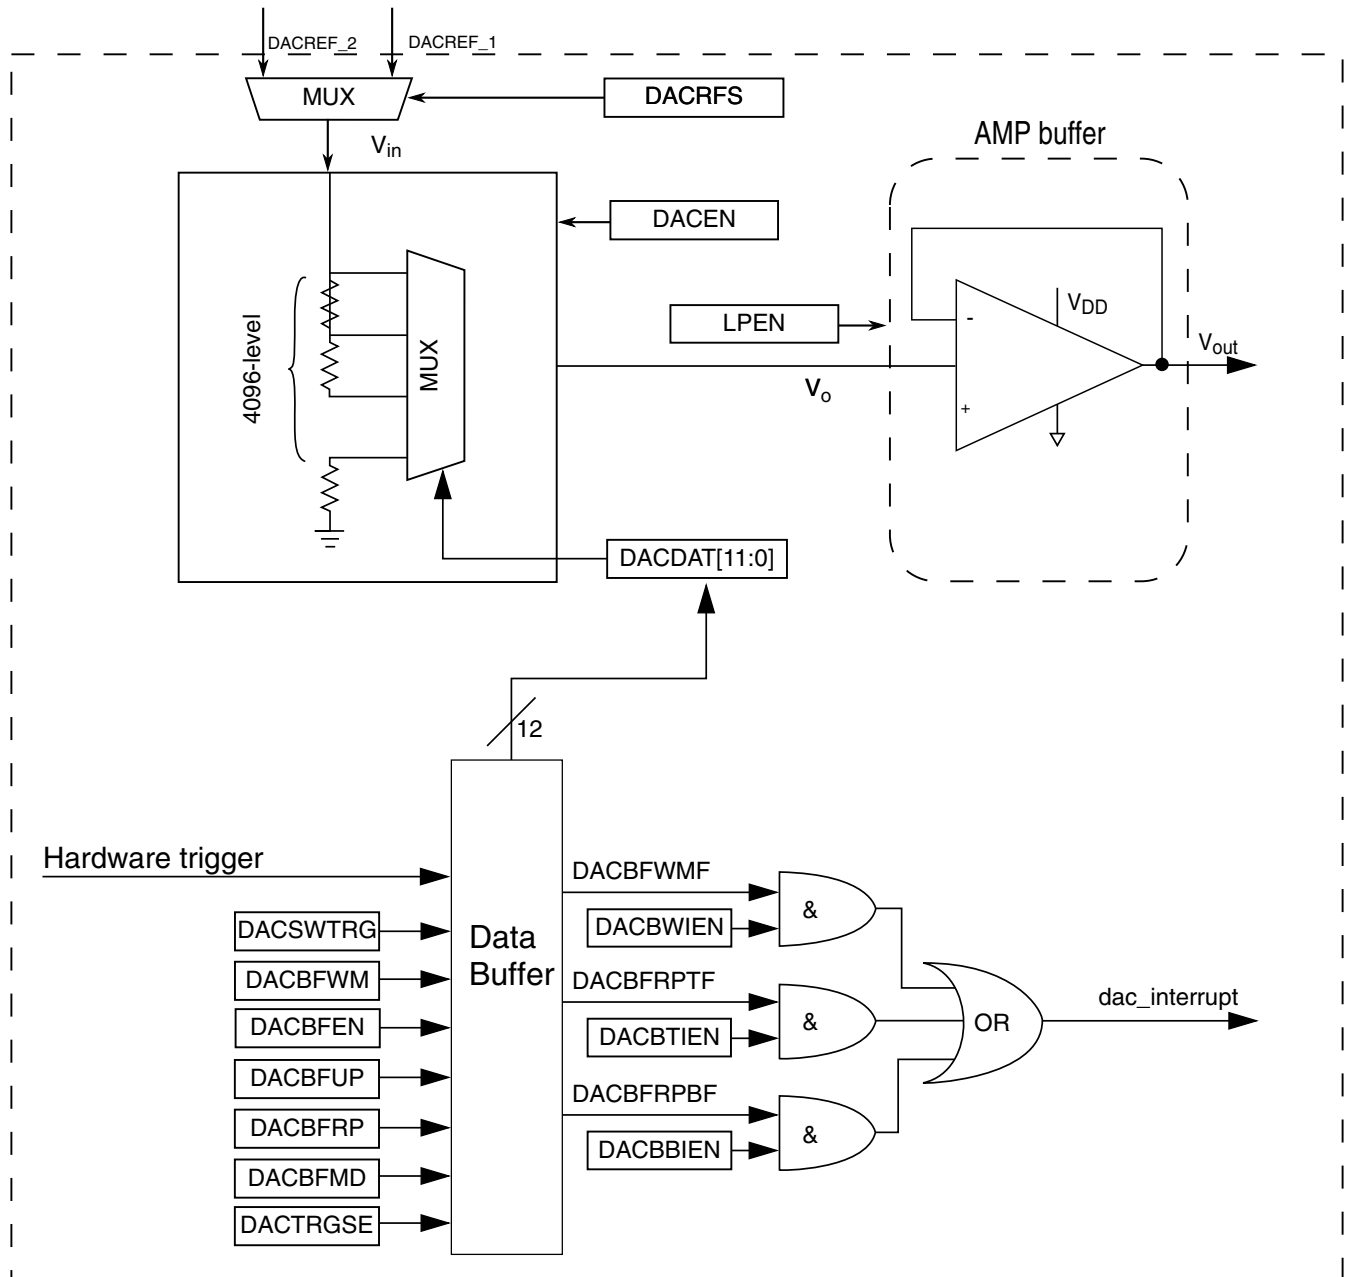 DACREF_2
DACREF_1
MUX
DACRFS
Vin
AMP buffer
DACEN
4096-level
MUX
LPEN
-
VDD
Vout
Vo
+
DACDAT[11:0]
12
Hardware trigger
DACSWTRG
DACBFWM
DACBFEN
DACBFUP
DACBFRP
DACBFMD
DACTRGSE
Data
Buffer
DACBFWMF
&
DACBWIEN
DACBFRPTF
&
DACBTIEN
DACBFRPBF
&
DACBBIEN
OR
dac_interrupt